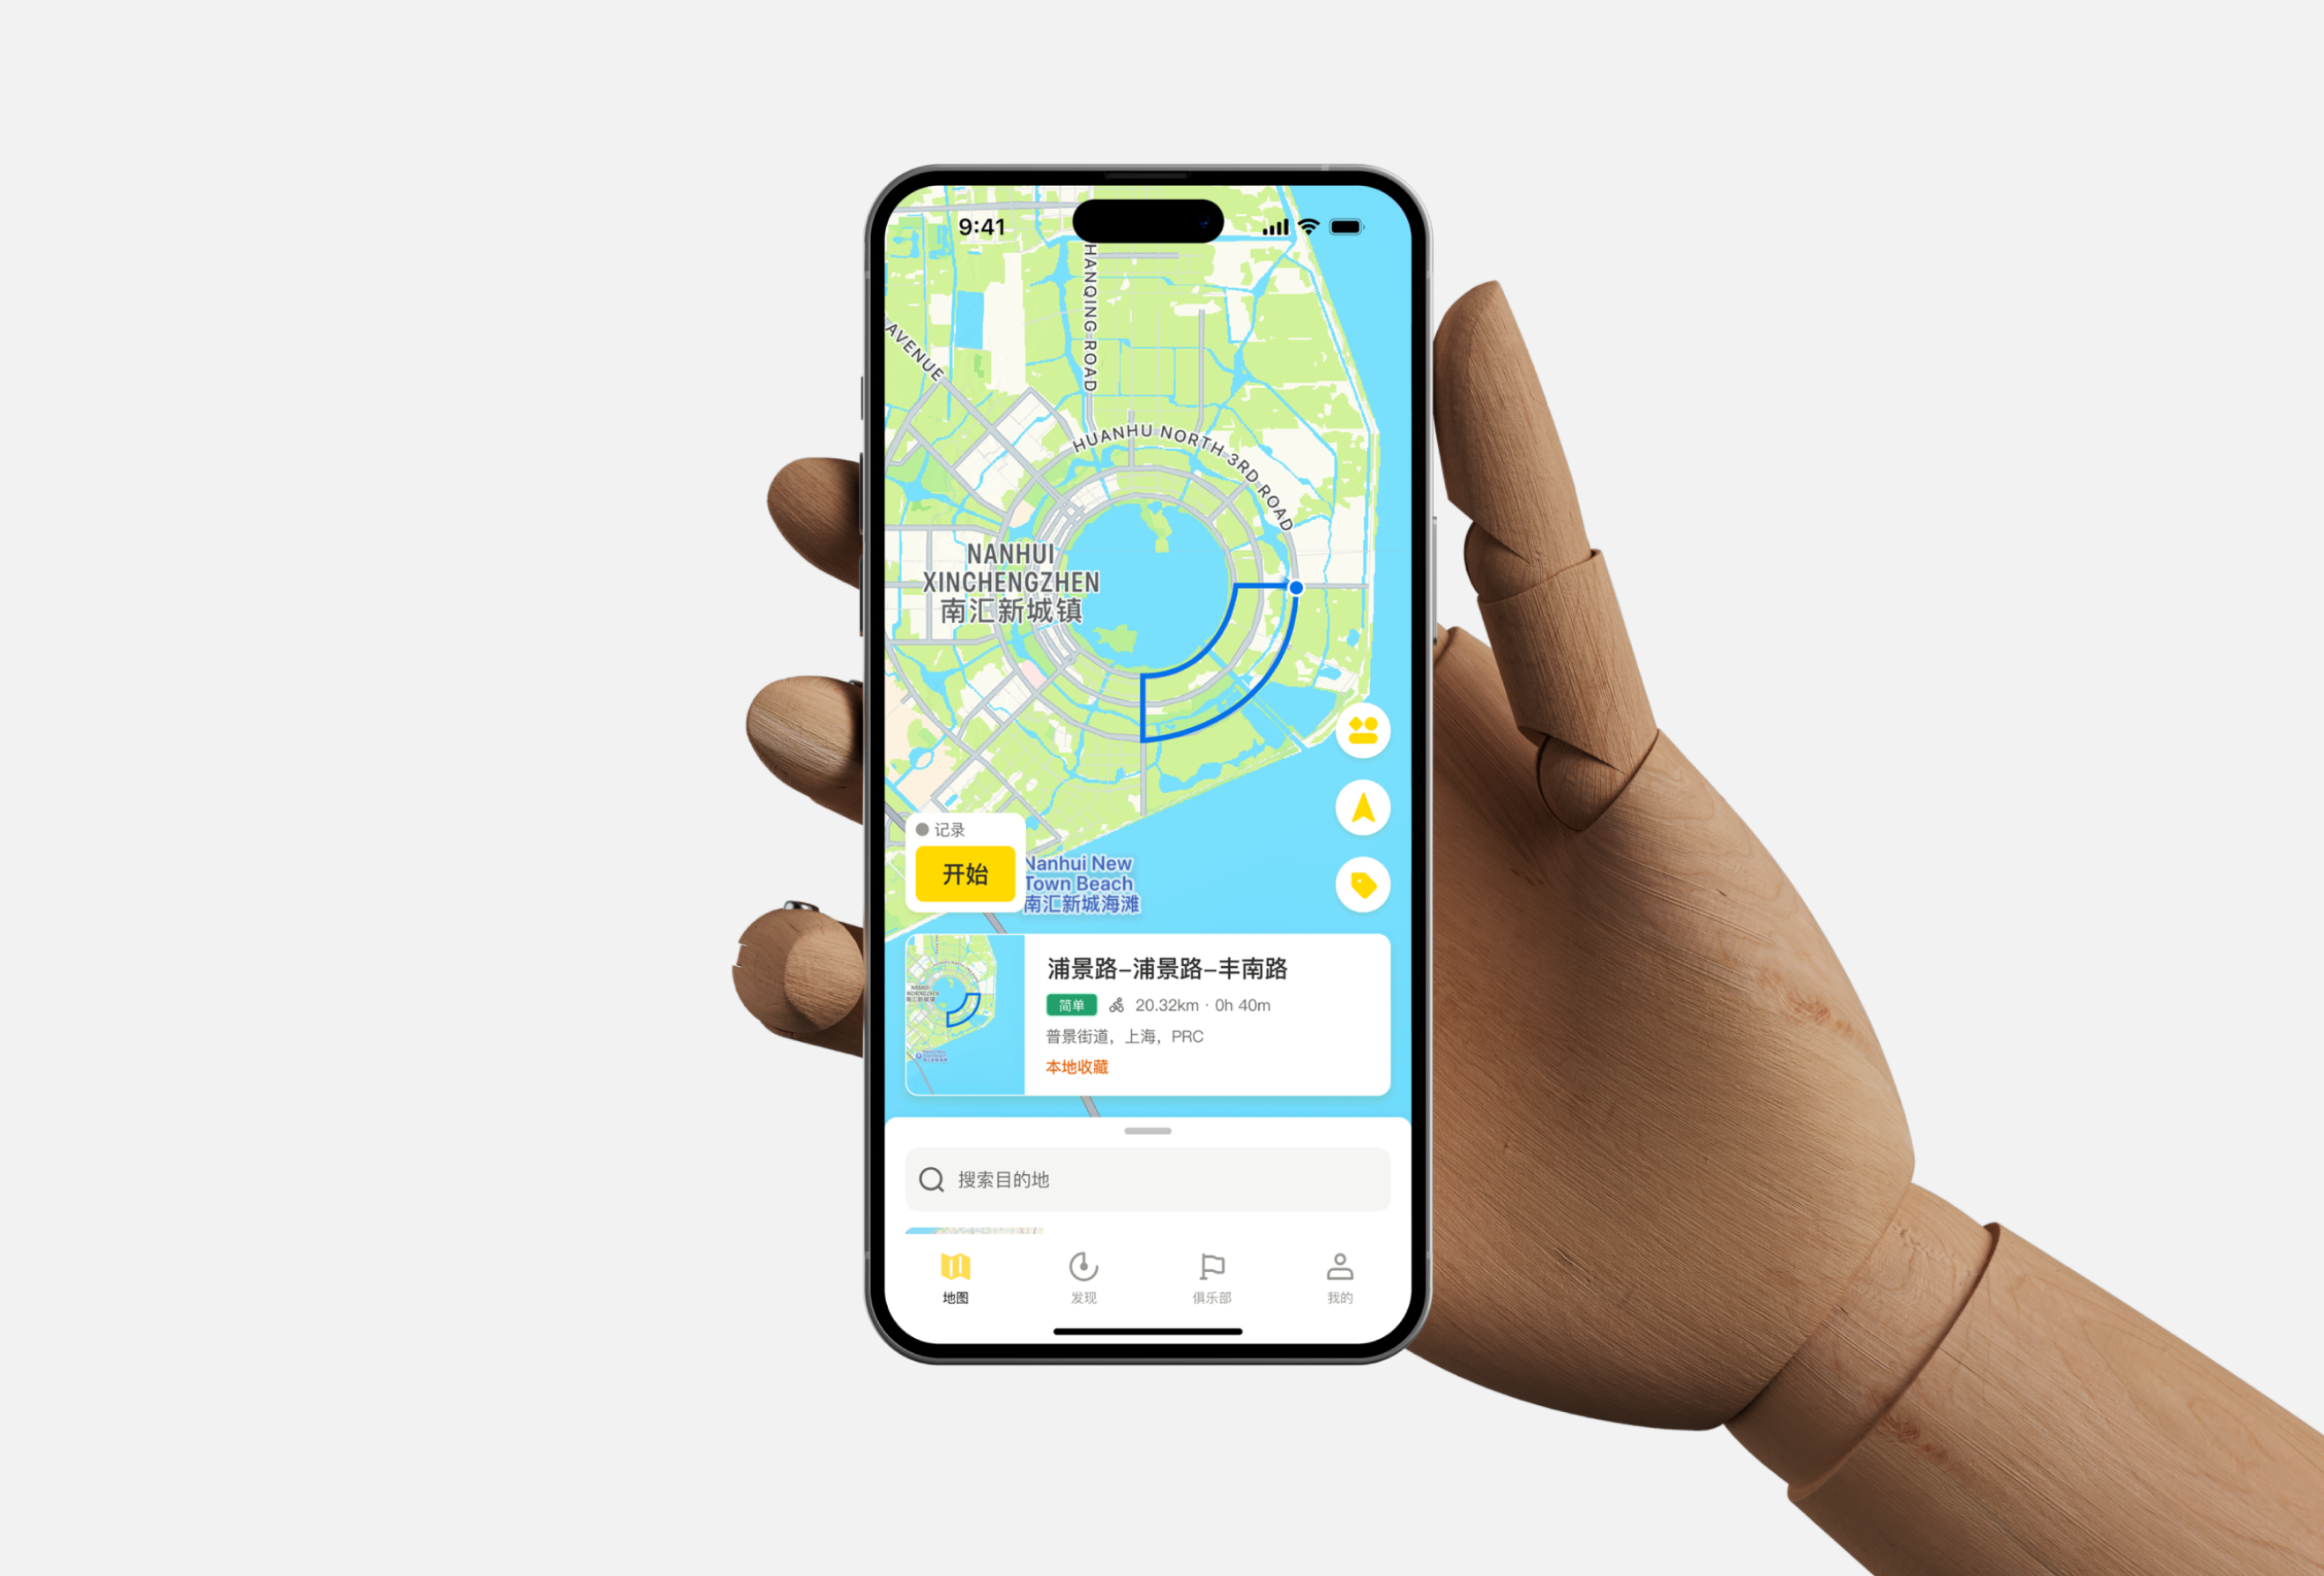 9:41
HANQING ROAD
AVENUE
HUANHU NORTH 3RD ROAD
NANHUI
XINCHENGZHEN
南汇新城镇
记录
开始
Nanhui New
Town Beach
南汇新城海滩
浦景路–浦景路–丰南路
简单 20.32km · 0h 40m
普景街道，上海，PRC
本地收藏
搜索目的地
地图
发现
俱乐部
我的